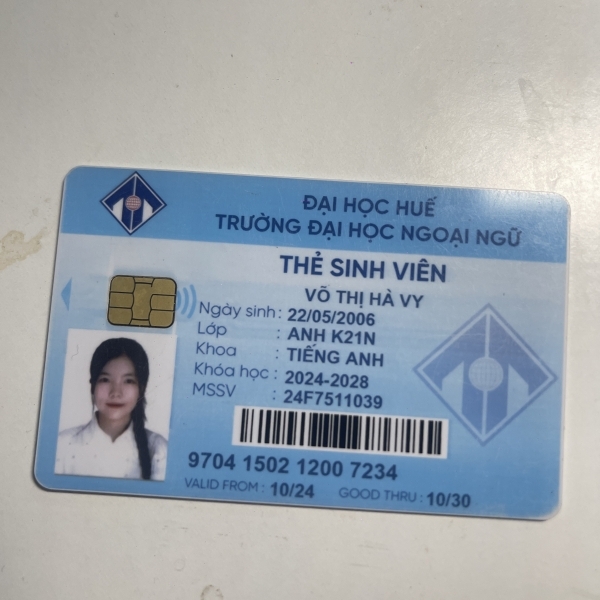 ĐẠI HỌC HUẾ
TRƯỜNG ĐẠI HỌC NGOẠI NGỮ
THẺ SINH VIÊN
VÕ THỊ HÀ VY
Ngày sinh : 22/05/2006
Lớp : ANH K21N
Khoa : TIẾNG ANH
Khóa học : 2024-2028
MSSV : 24F7511039
9704 1502 1200 7234
VALID FROM : 10/24 GOOD THRU : 10/30